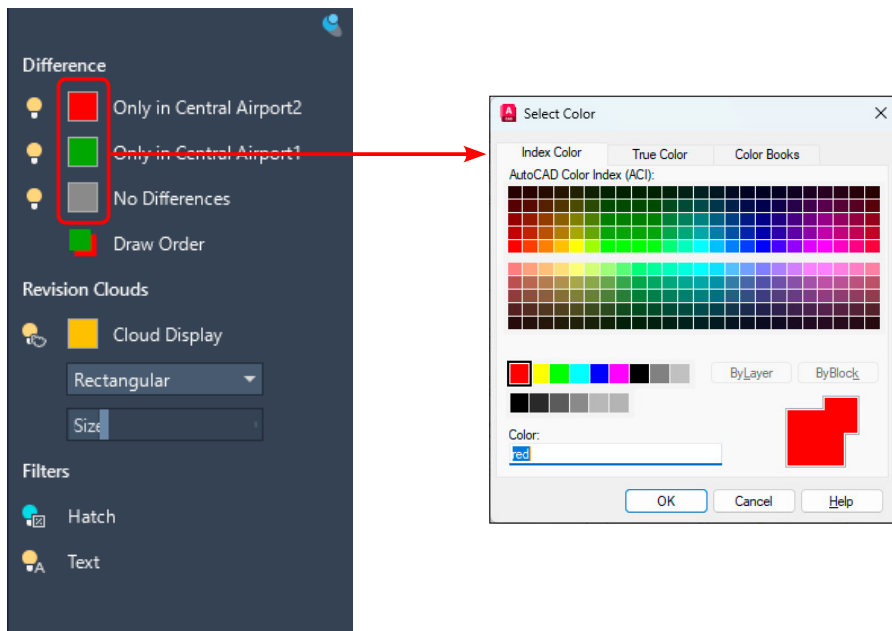 Difference
Only in Central Airport2
Only in Central Airport1
No Differences
Draw Order
Revision Clouds
Cloud Display
Rectangular
Size
Filters
Hatch
A Text
A
CAD
Select Color
Index Color
True Color
Color Books
AutoCAD Color Index (ACI):
ByLayer
ByBlock
Color:
red
OK
Cancel
Help